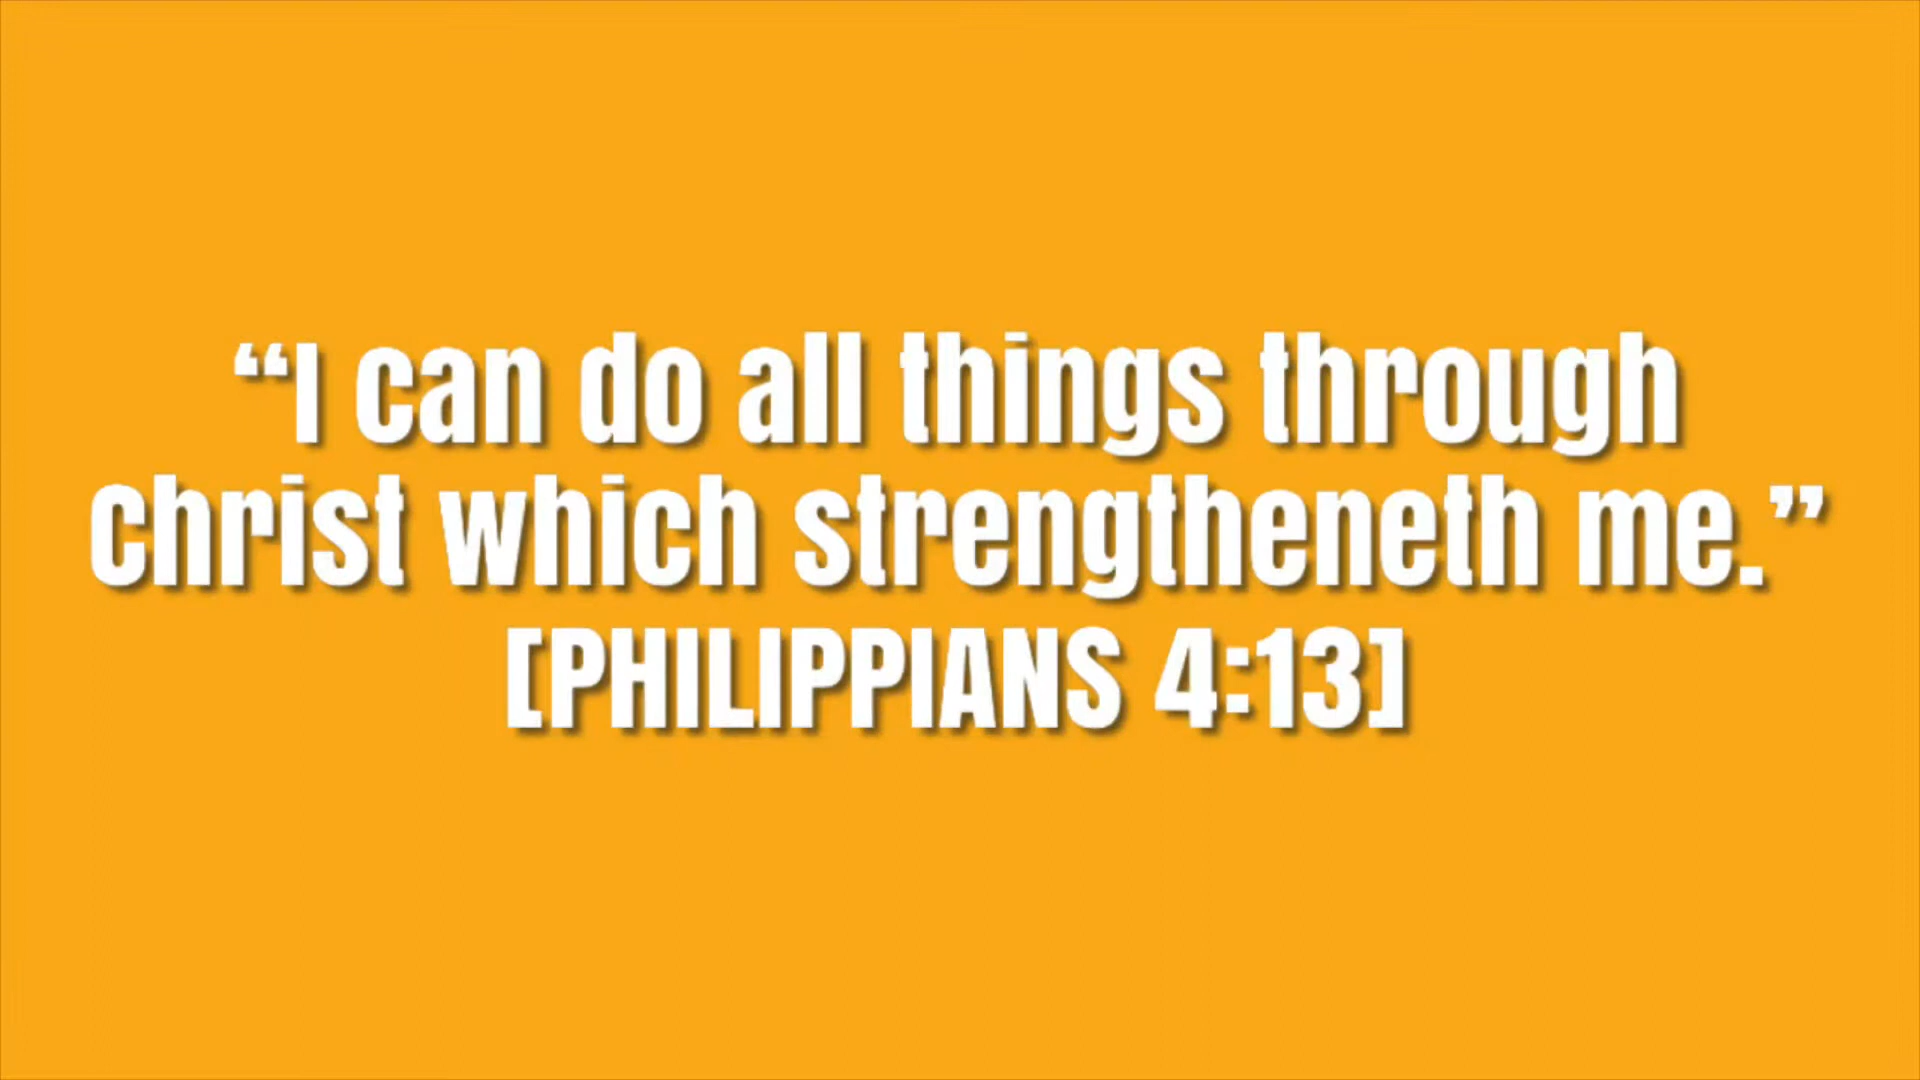 “I can do all things through
Christ which strengtheneth me.”
[PHILIPPIANS 4:13]